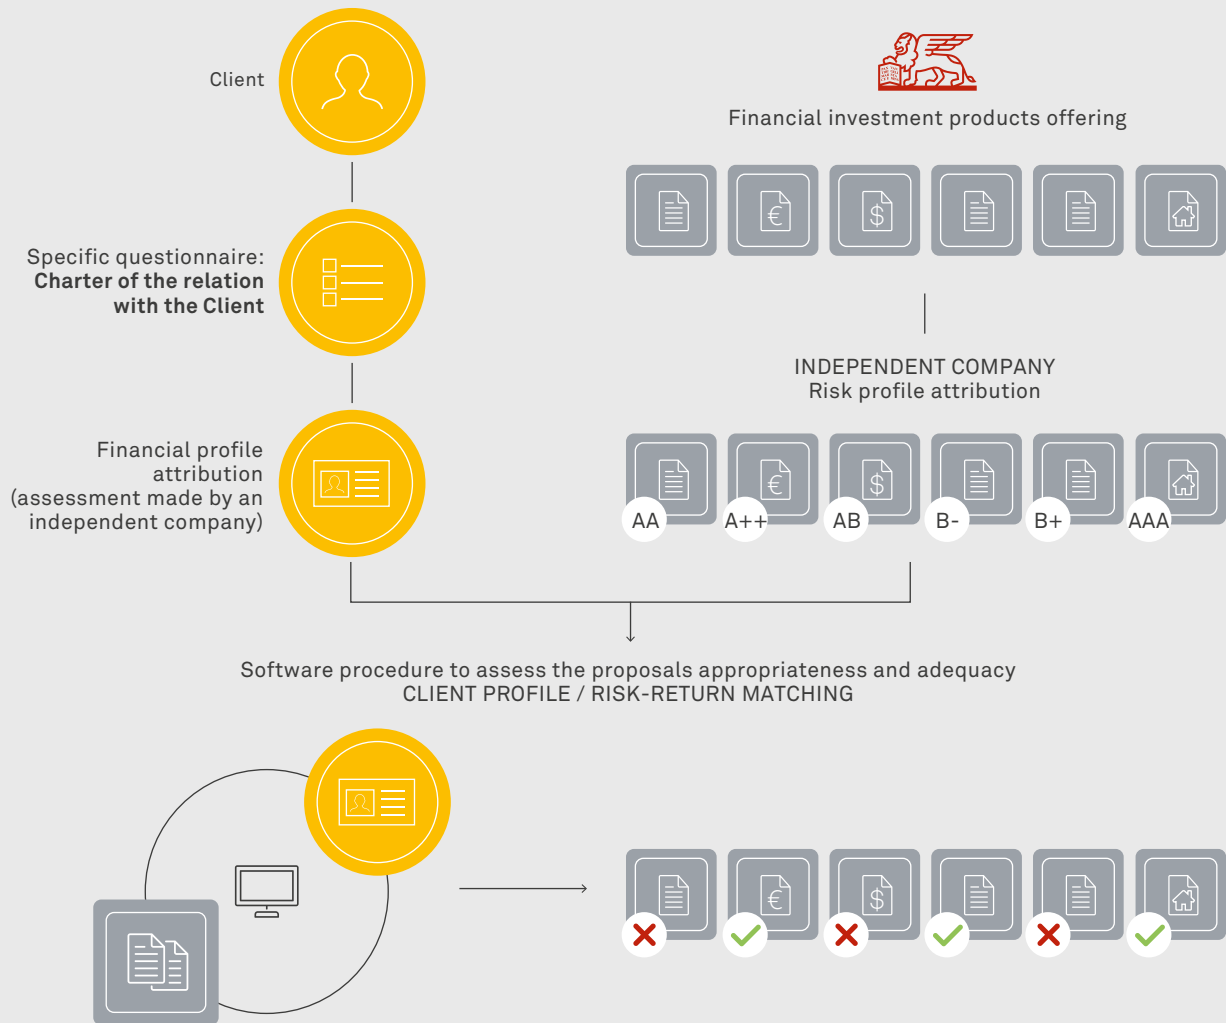 Client
Specific questionnaire:
Charter of the relation
with the Client
Financial profile
attribution
(assessment made by an
independent company)
Financial investment products offering
€
$
INDEPENDENT COMPANY
Risk profile attribution
€
$
AA
A++
AB
B-
B+
AAA
Software procedure to assess the proposals appropriateness and adequacy
CLIENT PROFILE / RISK-RETURN MATCHING
€
$